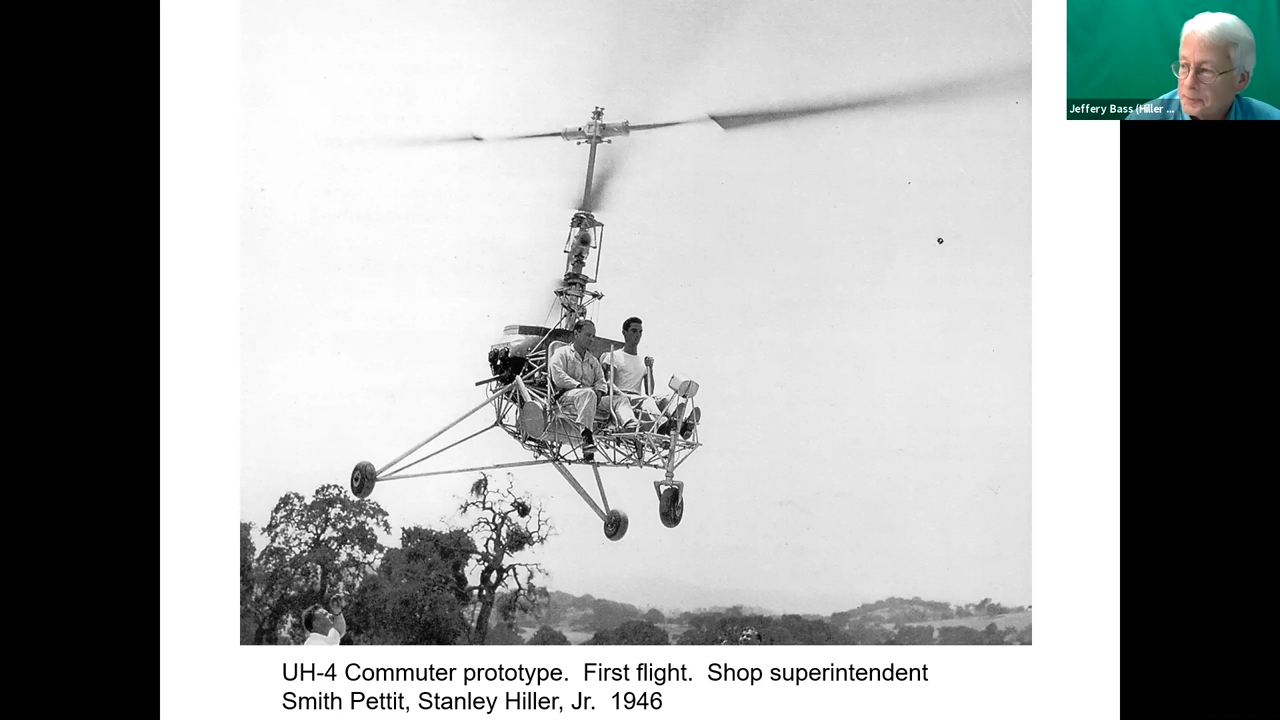 Jeffery Bass (Hiller ...
UH-4 Commuter prototype.  First flight.  Shop superintendent
Smith Pettit, Stanley Hiller, Jr.  1946